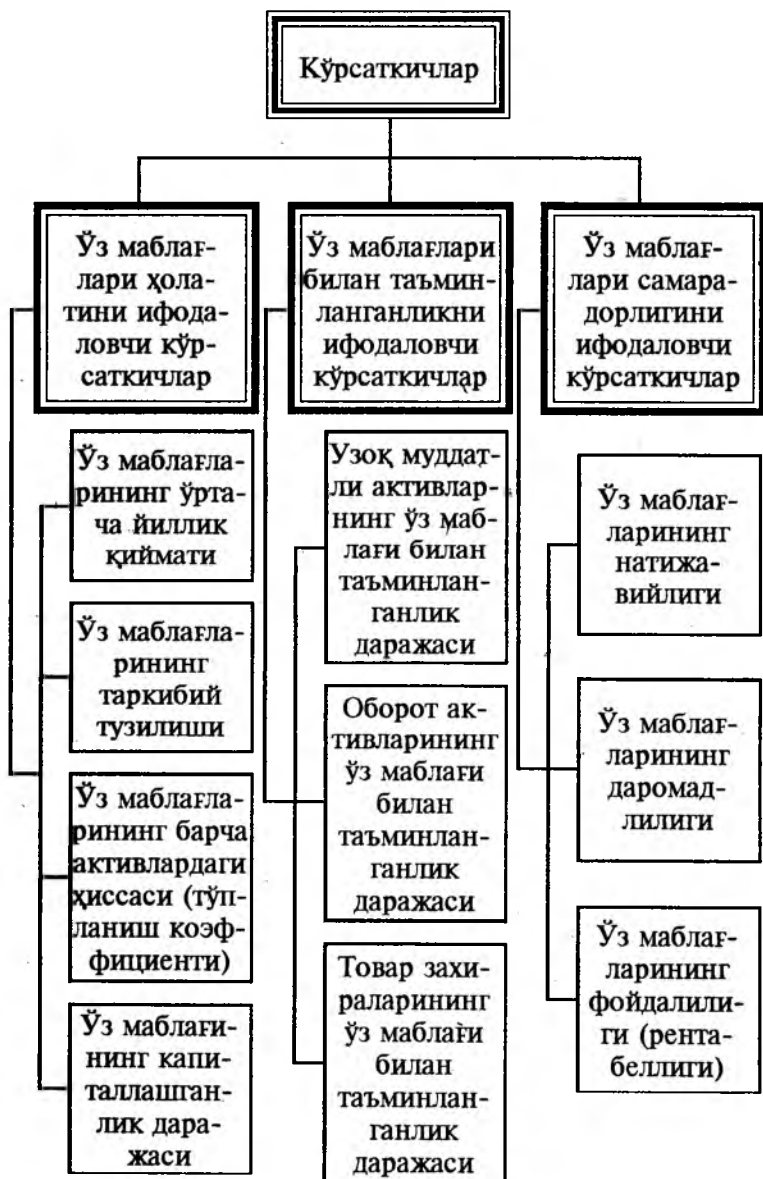 Кўрсаткичлар
Ўз маблағ-
лари ҳола-
тини ифода-
ловчи кўр-
саткичлар
Ўз маблағлари
билан таъмин-
ланганликни
ифодаловчи
кўрсаткичлар
Ўз маблағ-
лари самара-
дорлигини
ифодаловчи
кўрсаткичлар
Ўз маблағла-
рининг ўрта-
ча йиллик
қиймати
Ўз маблағла-
рининг
таркибий
тузилиши
Ўз маблағла-
рининг барча
активлардаги
ҳиссаси (тўп-
ланиш коэф-
фициенти)
Ўз маблағи-
нинг капи-
таллашган-
лик дара-
жаси
Узоқ муддат-
ли активлар-
нинг ўз маб-
лағи билан
таъминлан-
ганлик
даражаси
Оборот ак-
тивларининг
ўз маблағи
билан
таъминлан-
ганлик
даражаси
Товар захи-
раларининг
ўз маблағи
билан
таъминлан-
ганлик
даражаси
Ўз маблағ-
ларининг
натижа-
вийлиги
Ўз маблағ-
ларининг
даромад-
лилиги
Ўз маблағ-
ларининг
фойдалили-
ги (рента-
беллиги)